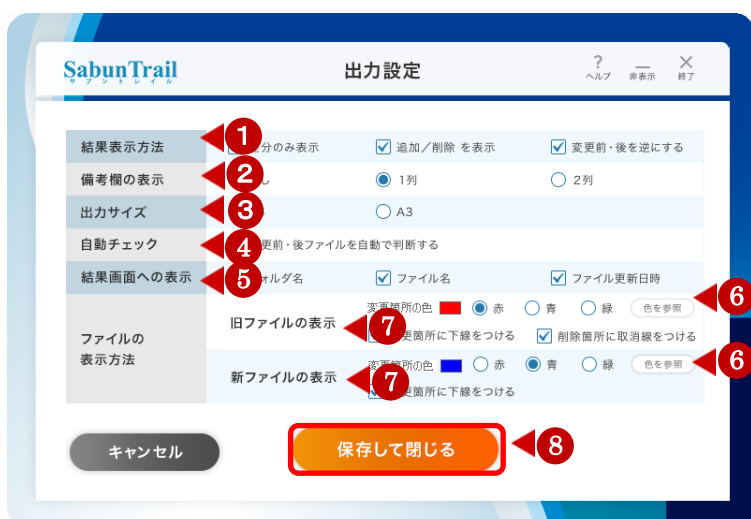 SabunTrail
サブントレイル
出力設定
? ヘルプ
非表示
× 終了
結果表示方法 1 分のみ表示 追加／削除 を表示 変更前・後を逆にする
備考欄の表示 2 し 1列 2列
出力サイズ 3 A3
自動チェック 4 更前・後ファイルを自動で判断する
結果画面への表示 5 ォルダ名 ファイル名 ファイル更新日時
ファイルの
表示方法
旧ファイルの表示 7
変更箇所の色 赤 青 緑 色を参照 6
更箇所に下線をつける 削除箇所に取消線をつける
新ファイルの表示 7
変更箇所の色 赤 青 緑 色を参照 6
更箇所に下線をつける
キャンセル 保存して閉じる 8